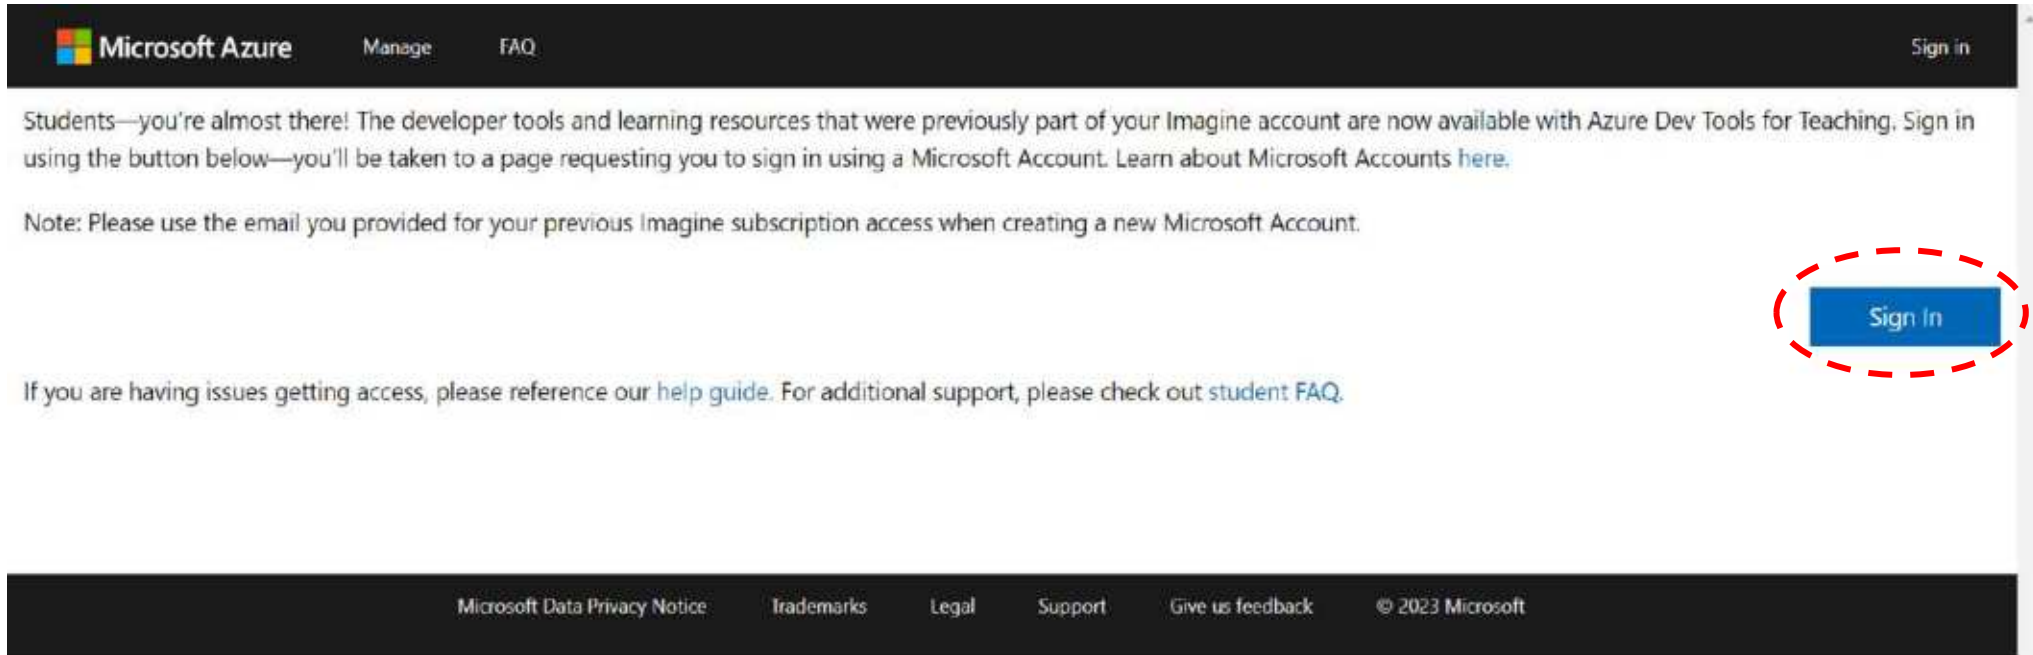 Microsoft Azure Manage FAQ Sign in
Students—you're almost there! The developer tools and learning resources that were previously part of your Imagine account are now available with Azure Dev Tools for Teaching. Sign in
using the button below—you'll be taken to a page requesting you to sign in using a Microsoft Account. Learn about Microsoft Accounts here.
Note: Please use the email you provided for your previous Imagine subscription access when creating a new Microsoft Account.
Sign In
If you are having issues getting access, please reference our help guide. For additional support, please check out student FAQ.
Microsoft Data Privacy Notice Trademarks Legal Support Give us feedback © 2023 Microsoft